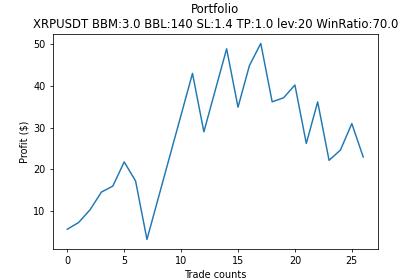 Portfolio
XRPUSDT BBM:3.0 BBL:140 SL:1.4 TP:1.0 lev:20 WinRatio:70.0
50
40
30
20
10
Profit ($)
0 5 10 15 20 25
Trade counts